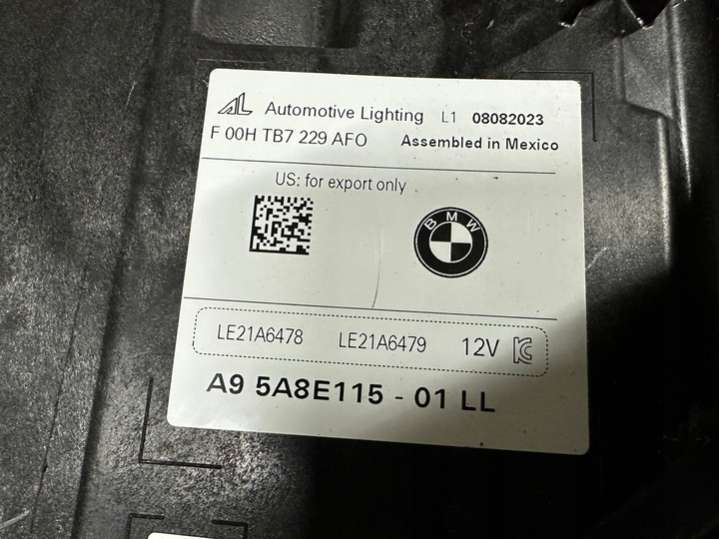 AL Automotive Lighting L1 08082023
F 00H TB7 229 AFO Assembled in Mexico
US: for export only
BMW
LE21A6478 LE21A6479 12V
A9 5A8E115 - 01 LL